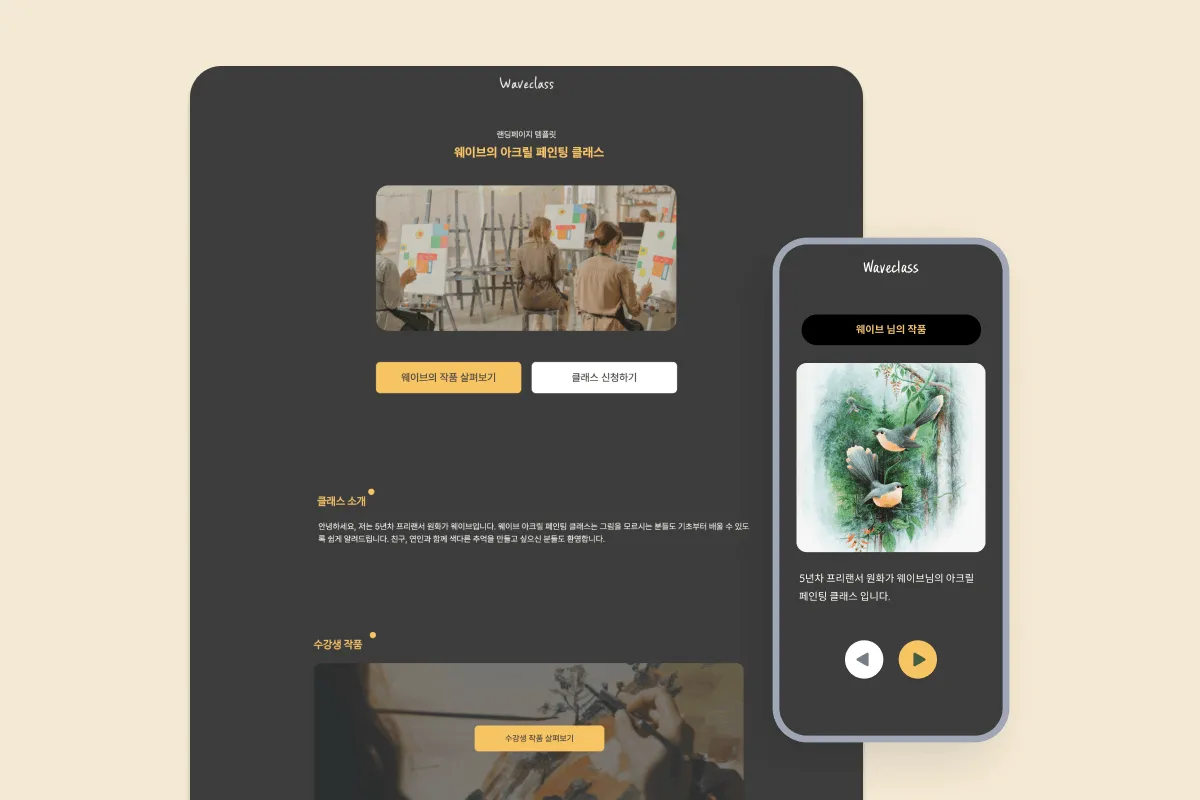 Waveclass
랜딩페이지 템플릿
웨이브의 아크릴 페인팅 클래스
웨이브의 작품 살펴보기
클래스 신청하기
클래스 소개
안녕하세요, 저는 5년차 프리랜서 원화가 웨이브입니다. 웨이브 아크릴 페인팅 클래스는 그림을 모르시는 분들도 기초부터 배울 수 있도
록 쉽게 알려드립니다. 친구, 연인과 함께 색다른 추억을 만들고 싶으신 분들도 환영합니다.
수강생 작품
수강생 작품 살펴보기
Waveclass
웨이브 님의 작품
5년차 프리랜서 원화가 웨이브님의 아크릴
페인팅 클래스 입니다.